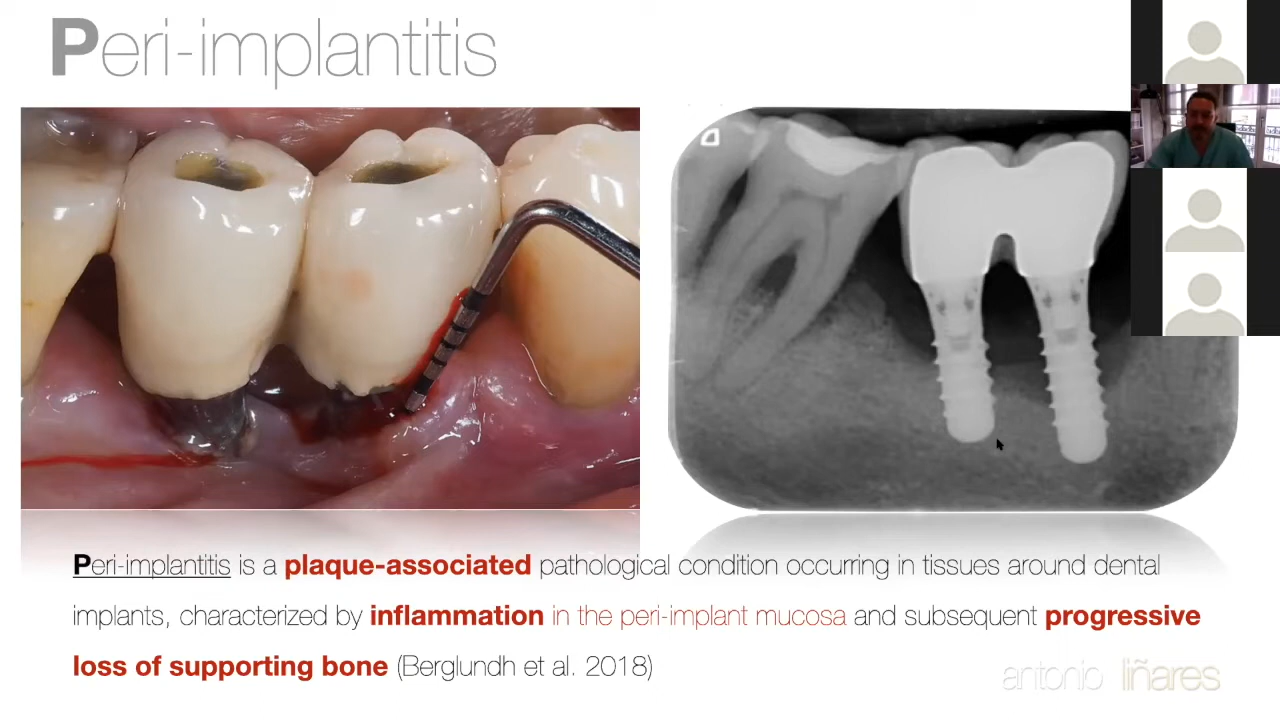 Peri-implantitis
Peri-implantitis is a plaque-associated pathological condition occurring in tissues around dental
implants, characterized by inflammation in the peri-implant mucosa and subsequent progressive
loss of supporting bone (Berglundh et al. 2018)
antonio liñares